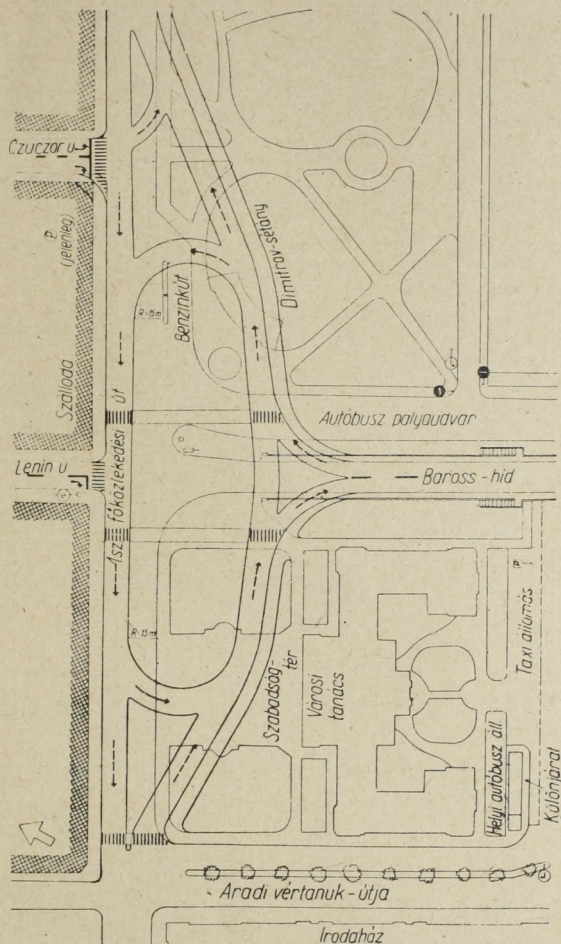 Czuczor u.
P
(jelenleg)
Szálloda
R=15m
Benzinkút
Dimitrov-sétány
Lenin u
1sz főközlekedési út
Autóbusz pályaudvar
Baross-híd
R=15m
Szabadság-
tér
Városi
tanács
P
Taxi állomás
Helyi autóbusz áll.
Különjárat
Aradi vértanuk-útja
Irodaház